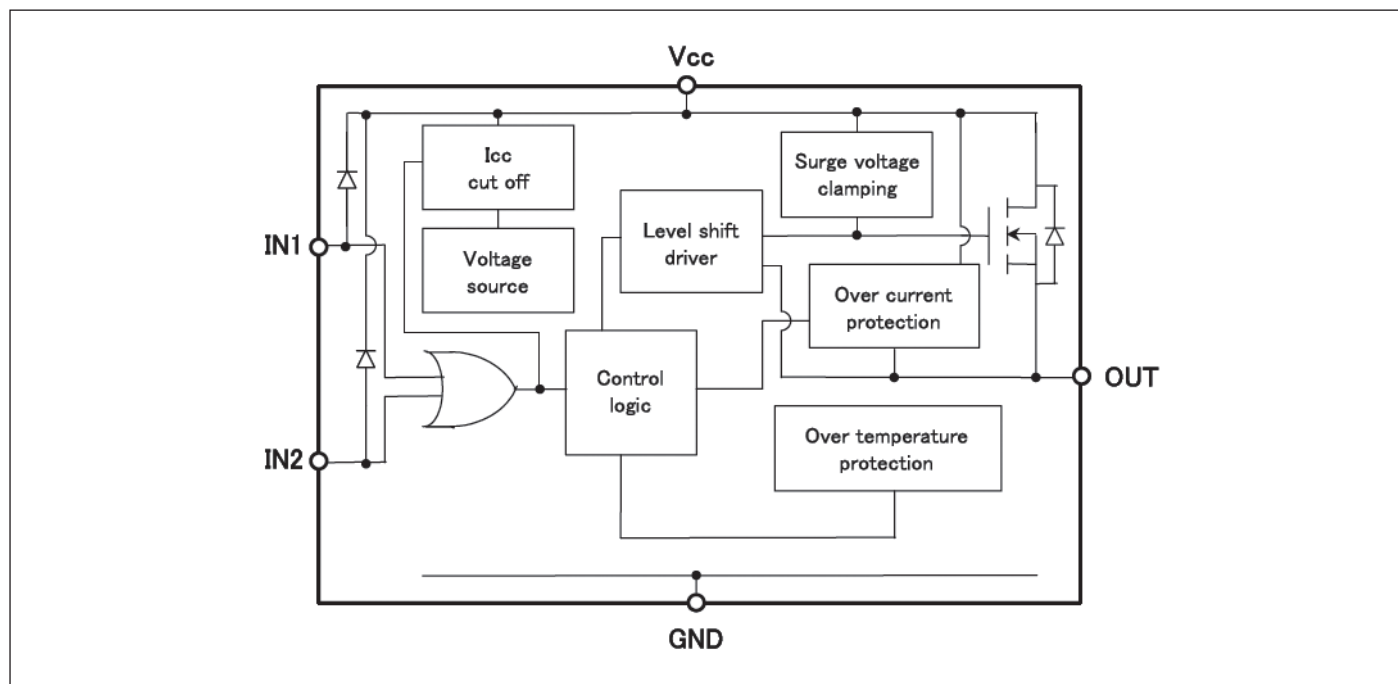 Vcc
Icc
cut off
Surge voltage
clamping
Level shift
driver
IN1
Voltage
source
Over current
protection
Control
logic
OUT
Over temperature
protection
IN2
GND